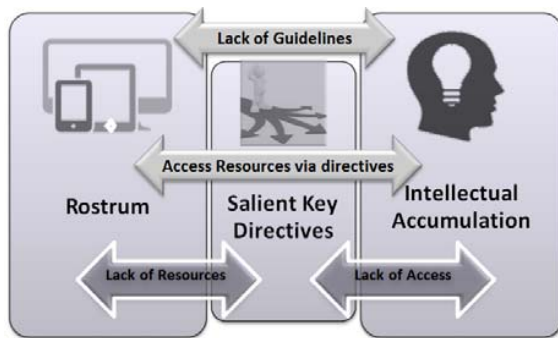 Lack of Guidelines
Access Resources via directives
Rostrum
Salient Key
Directives
Intellectual
Accumulation
Lack of Resources
Lack of Access